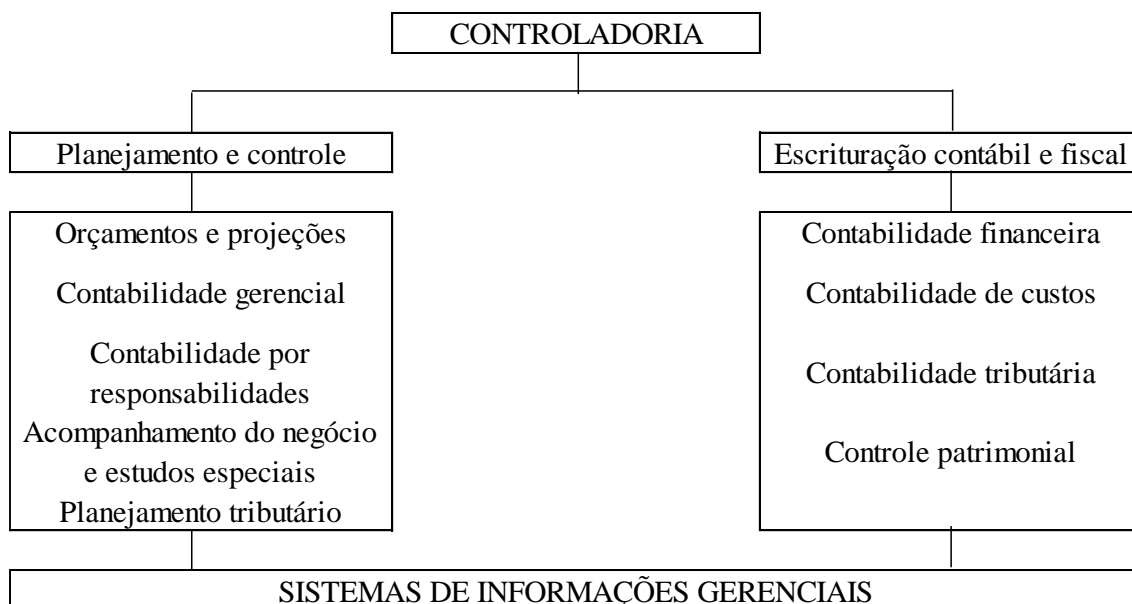 CONTROLADORIA
Planejamento e controle
Escrituração contábil e fiscal
Orçamentos e projeções
Contabilidade gerencial
Contabilidade por
responsabilidades
Acompanhamento do negócio
e estudos especiais
Planejamento tributário
Contabilidade financeira
Contabilidade de custos
Contabilidade tributária
Controle patrimonial
SISTEMAS DE INFORMAÇÕES GERENCIAIS